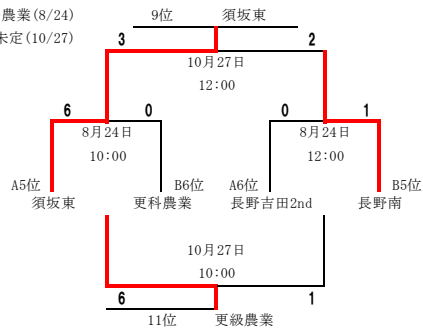 農業(8/24)
9位 須坂東
未定(10/27)
3 2
10月27日
12:00
6 0 0 1
8月24日 8月24日
10:00 12:00
A5位 B6位 A6位 B5位
須坂東 更科農業 長野吉田2nd 長野南
10月27日
10:00
6 1
11位 更級農業